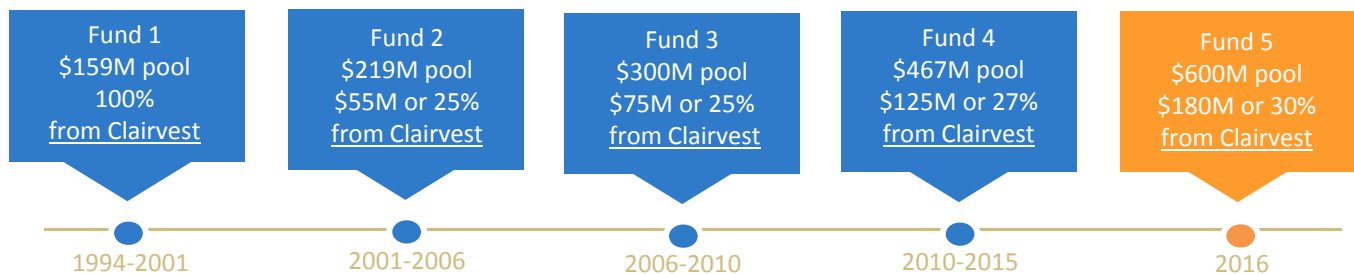 Fund 1
$159M pool
100%
from Clairvest
Fund 2
$219M pool
$55M or 25%
from Clairvest
Fund 3
$300M pool
$75M or 25%
from Clairvest
Fund 4
$467M pool
$125M or 27%
from Clairvest
Fund 5
$600M pool
$180M or 30%
from Clairvest
1994-2001
2001-2006
2006-2010
2010-2015
2016